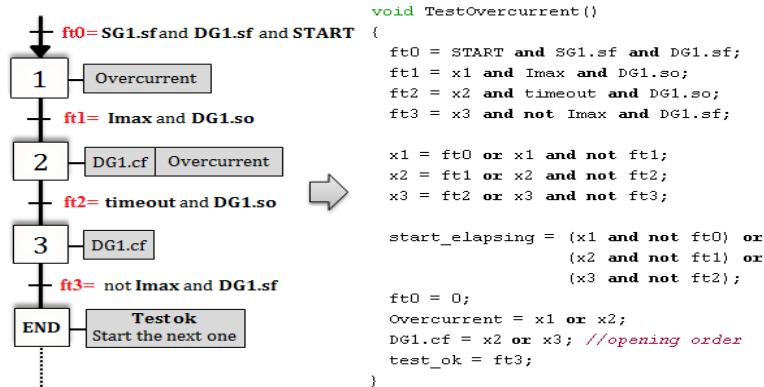 ft0= SG1.sf and DG1.sf and START
1
Overcurrent
ft1= Imax and DG1.so
2
DG1.cf
Overcurrent
ft2= timeout and DG1.so
3
DG1.cf
ft3= not Imax and DG1.sf
END
Test ok
Start the next one
void TestOvercurrent()
{
ft0 = START and SG1.sf and DG1.sf;
ft1 = x1 and Imax and DG1.so;
ft2 = x2 and timeout and DG1.so;
ft3 = x3 and not Imax and DG1.sf;
x1 = ft0 or x1 and not ft1;
x2 = ft1 or x2 and not ft2;
x3 = ft2 or x3 and not ft3;
start_elapsing = (x1 and not ft0) or
(x2 and not ft1) or
(x3 and not ft2);
ft0 = 0;
Overcurrent = x1 or x2;
DG1.cf = x2 or x3; //opening order
test_ok = ft3;
}